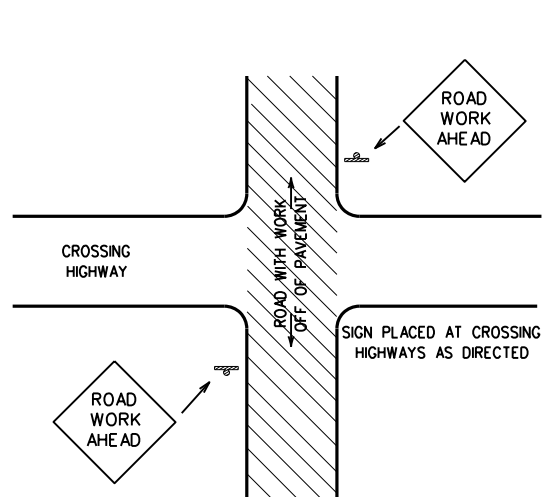 ROAD
WORK
AHEAD
CROSSING
HIGHWAY
ROAD WITH WORK
OFF OF PAVEMENT
SIGN PLACED AT CROSSING
HIGHWAYS AS DIRECTED
ROAD
WORK
AHEAD